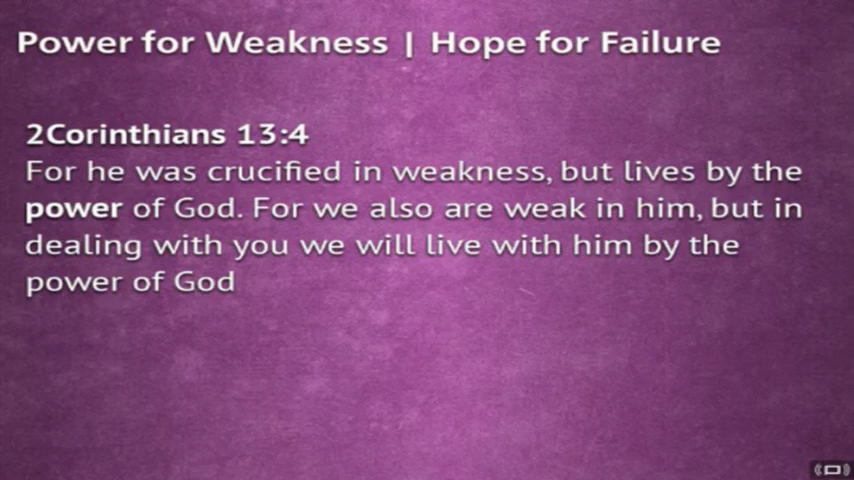 Power for Weakness | Hope for Failure
2Corinthians 13:4
For he was crucified in weakness, but lives by the
power of God. For we also are weak in him, but in
dealing with you we will live with him by the
power of God